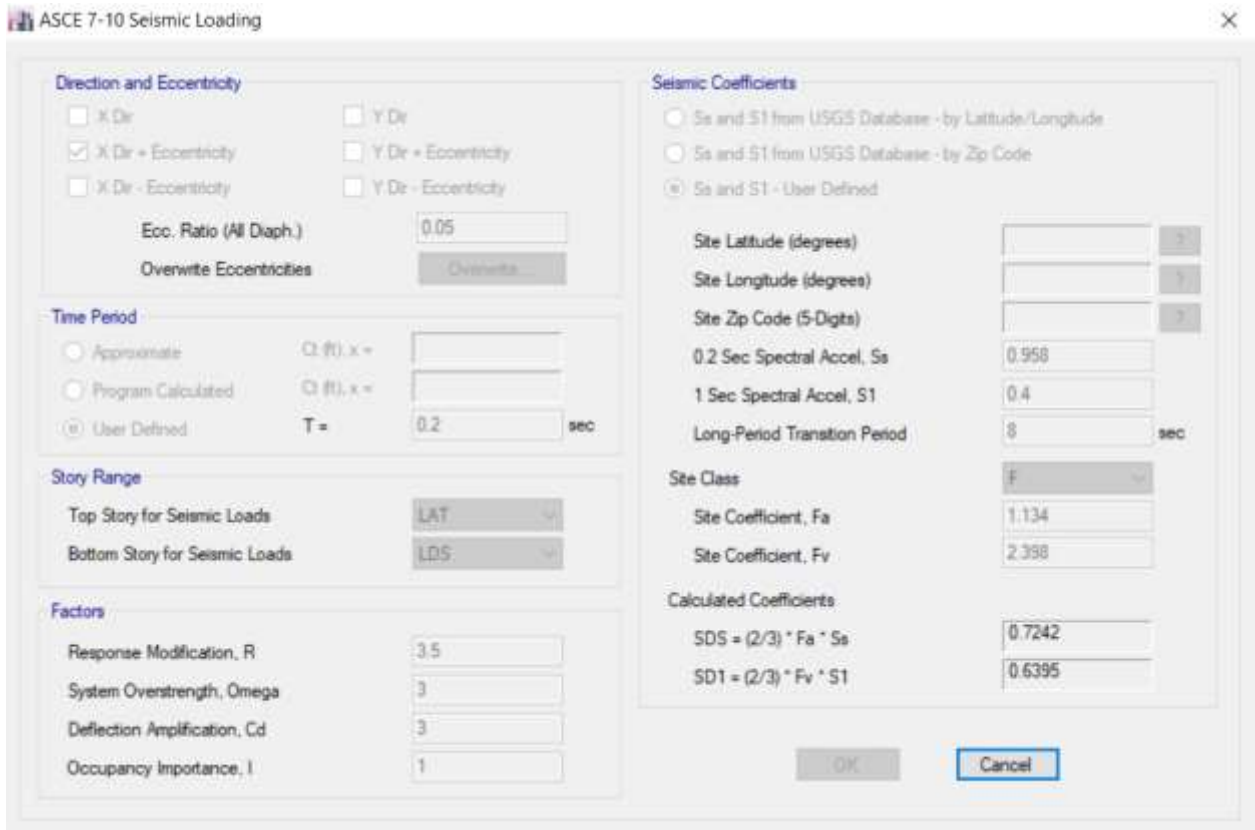 ASCE 7-10 Seismic Loading
Direction and Eccentricity
X Dir
Y Dir
X Dir + Eccentricity
Y Dir + Eccentricity
X Dir - Eccentricity
Y Dir - Eccentricity
Ecc. Ratio (All Diaph.) 0.05
Overwrite Eccentricities Overwrite...
Time Period
Approximate Ct (ft), x =
Program Calculated Ct (ft), x =
User Defined T = 0.2 sec
Story Range
Top Story for Seismic Loads LAT
Bottom Story for Seismic Loads LDS
Factors
Response Modification, R 3.5
System Overstrength, Omega 3
Deflection Amplification, Cd 3
Occupancy Importance, I 1
Seismic Coefficients
Ss and S1 from USGS Database - by Latitude/Longitude
Ss and S1 from USGS Database - by Zip Code
Ss and S1 - User Defined
Site Latitude (degrees) ?
Site Longitude (degrees) ?
Site Zip Code (5-Digits) ?
0.2 Sec Spectral Accel, Ss 0.958
1 Sec Spectral Accel, S1 0.4
Long-Period Transition Period 8 sec
Site Class F
Site Coefficient, Fa 1.134
Site Coefficient, Fv 2.398
Calculated Coefficients
SDS = (2/3) * Fa * Ss 0.7242
SD1 = (2/3) * Fv * S1 0.6395
OK Cancel